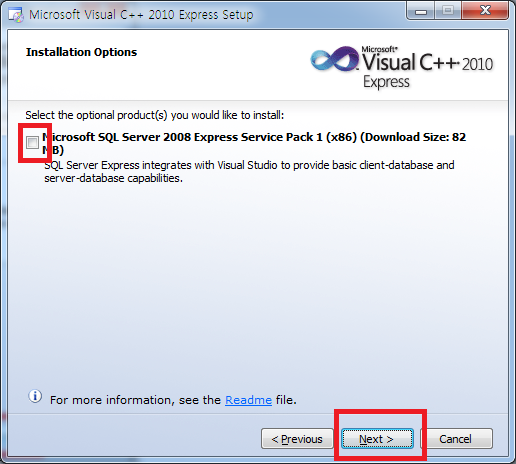 Microsoft Visual C++ 2010 Express Setup
Installation Options
Microsoft®
Visual C++ 2010
Express
Select the optional product(s) you would like to install:
Microsoft SQL Server 2008 Express Service Pack 1 (x86) (Download Size: 82
MB)
SQL Server Express integrates with Visual Studio to provide basic client-database and
server-database capabilities.
For more information, see the Readme file.
< Previous Next > Cancel